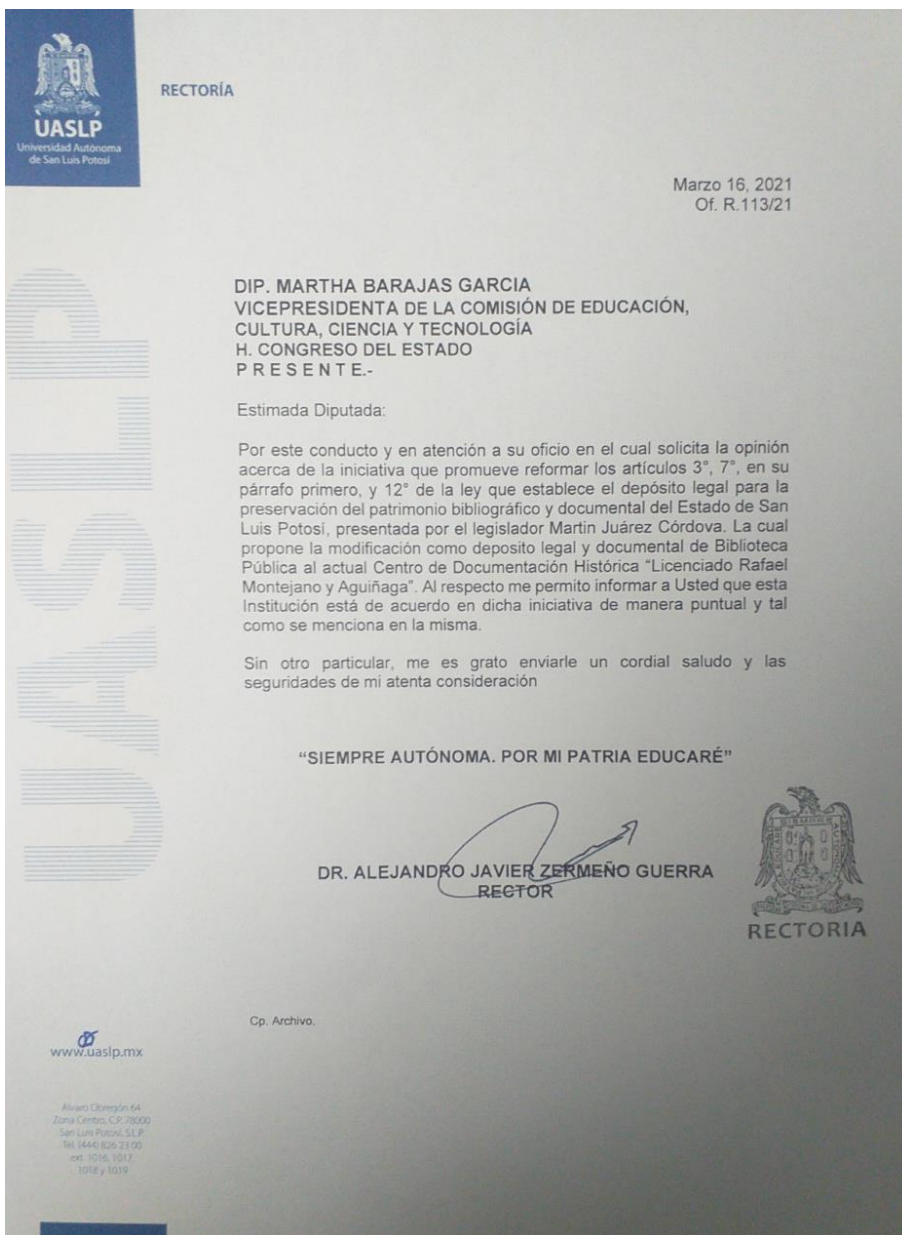 UASLP
Universidad Autónoma
de San Luis Potosí
RECTORÍA
Marzo 16, 2021
Of. R.113/21
DIP. MARTHA BARAJAS GARCIA
VICEPRESIDENTA DE LA COMISIÓN DE EDUCACIÓN,
CULTURA, CIENCIA Y TECNOLOGÍA
H. CONGRESO DEL ESTADO
P R E S E N T E.-
Estimada Diputada:
Por este conducto y en atención a su oficio en el cual solicita la opinión
acerca de la iniciativa que promueve reformar los artículos 3°, 7°, en su
párrafo primero, y 12° de la ley que establece el depósito legal para la
preservación del patrimonio bibliográfico y documental del Estado de San
Luis Potosí, presentada por el legislador Martin Juárez Córdova. La cual
propone la modificación como deposito legal y documental de Biblioteca
Pública al actual Centro de Documentación Histórica “Licenciado Rafael
Montejano y Aguiñaga”. Al respecto me permito informar a Usted que esta
Institución está de acuerdo en dicha iniciativa de manera puntual y tal
como se menciona en la misma.
Sin otro particular, me es grato enviarle un cordial saludo y las
seguridades de mi atenta consideración
“SIEMPRE AUTÓNOMA. POR MI PATRIA EDUCARÉ”
DR. ALEJANDRO JAVIER ZERMEÑO GUERRA
RECTOR
RECTORIA
Cp. Archivo.
UASLP
www.uaslp.mx
Alvaro Obregón 64
Zona Centro, C.P. 78000
San Luis Potosí, S.L.P.
Tel. (444) 826 23 00
ext. 1016, 1017,
1018 y 1019